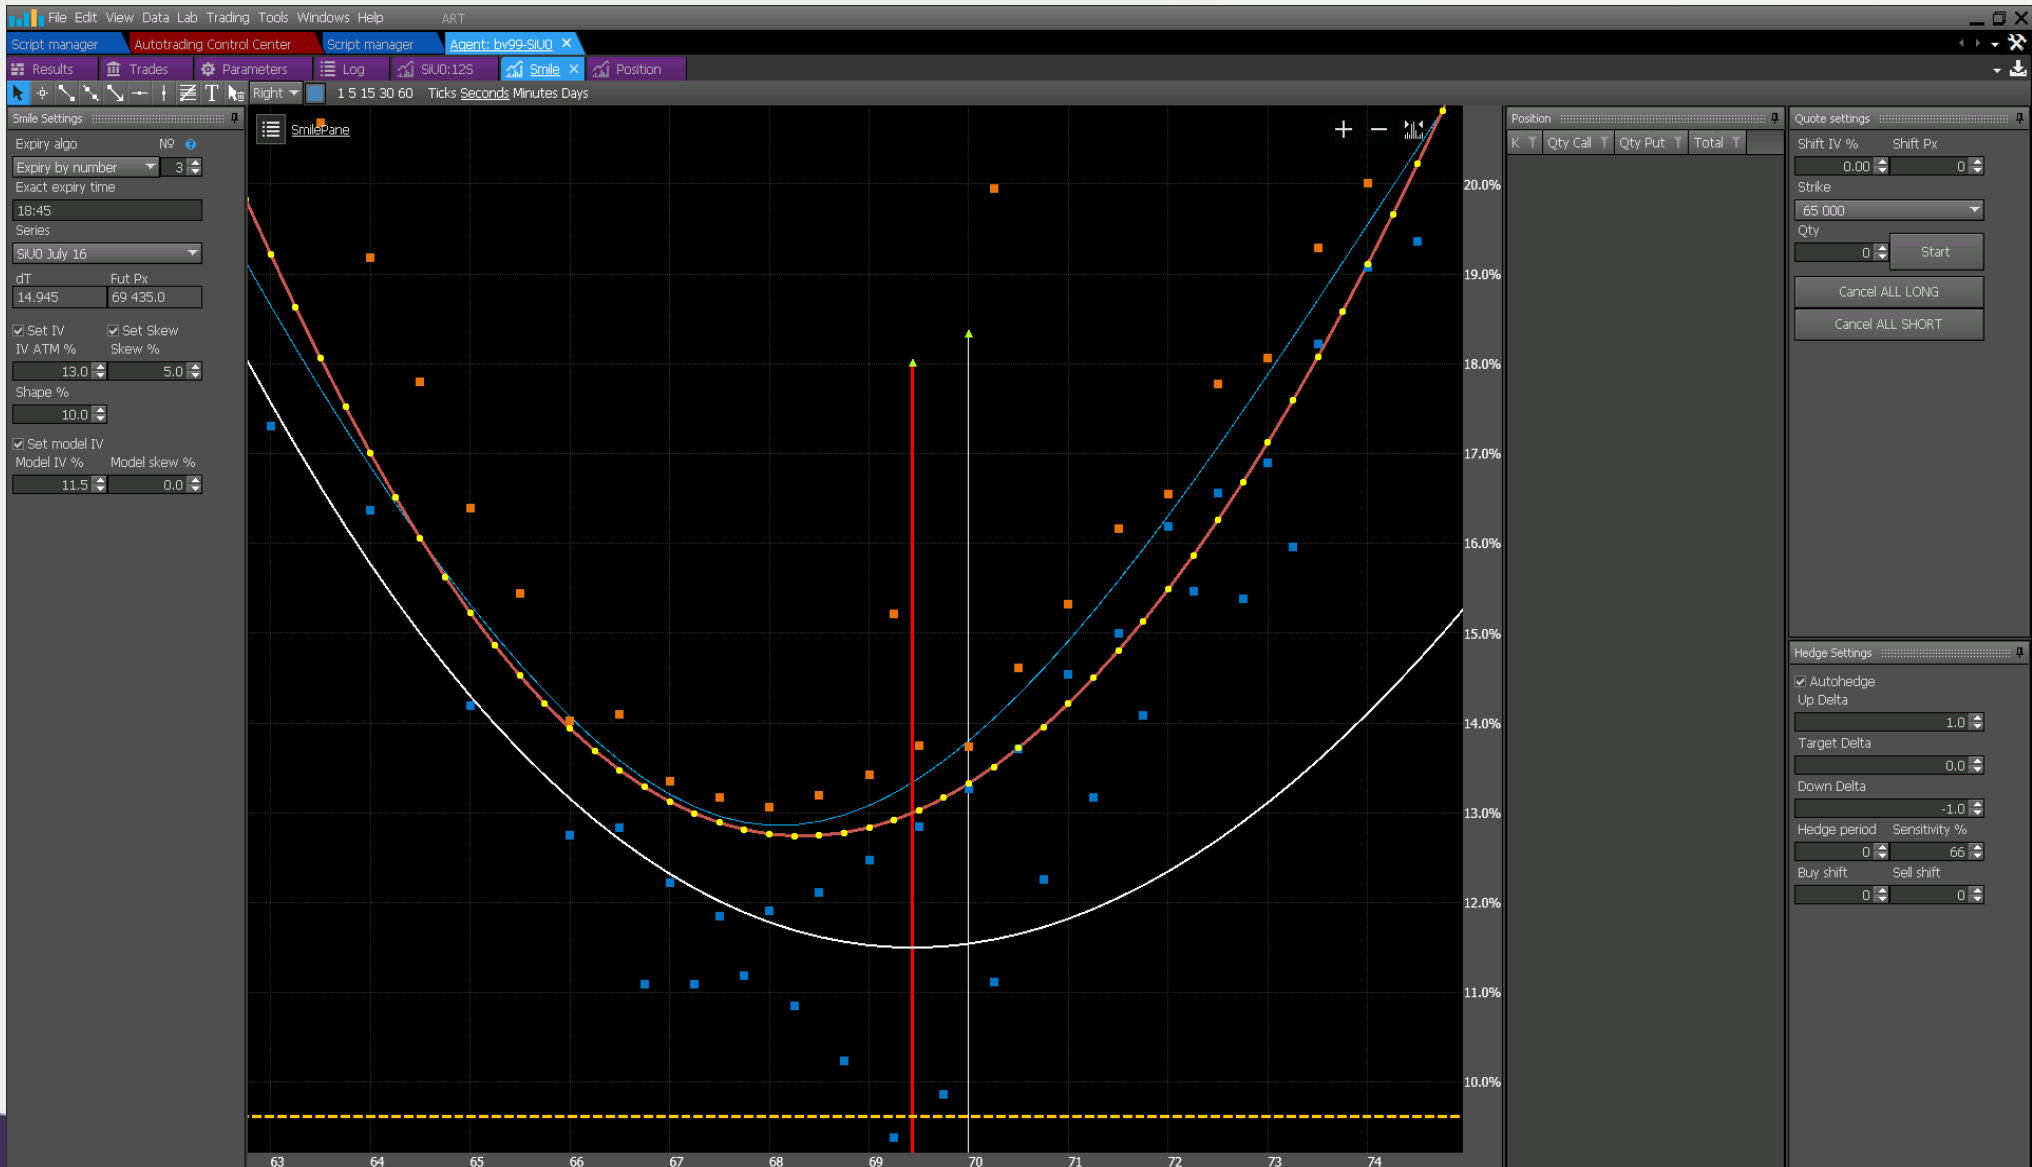 File Edit View Data Lab Trading Tools Windows Help ART
Script manager Autotrading Control Center Script manager Agent: by99-SiU0
Results Trades Parameters Log SiU0:12S Smile Position
T Right 1 5 15 30 60 Ticks Seconds Minutes Days
Smile Settings
Expiry algo Nº
Expiry by number 3
Exact expiry time
18:45
Series
SiU0 July 16
dT Fut Px
14.945 69 435.0
Set IV Set Skew
IV ATM % Skew %
13.0 5.0
Shape %
10.0
Set model IV
Model IV % Model skew %
11.5 0.0
SmilePane
20.0%
19.0%
18.0%
17.0%
16.0%
15.0%
14.0%
13.0%
12.0%
11.0%
10.0%
63 64 65 66 67 68 69 70 71 72 73 74
Position
K Qty Call Qty Put Total
Quote settings
Shift IV % Shift Px
0.00 0
Strike
65 000
Qty
0 Start
Cancel ALL LONG
Cancel ALL SHORT
Hedge Settings
Autohedge
Up Delta
1.0
Target Delta
0.0
Down Delta
-1.0
Hedge period Sensitivity %
0 66
Buy shift Sell shift
0 0